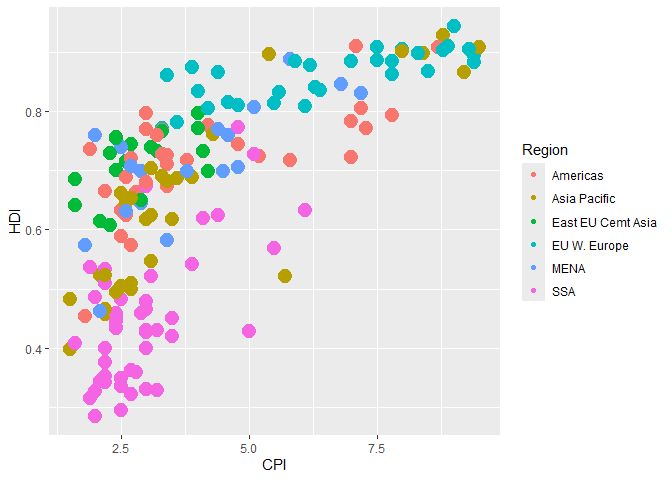 HDI
0.8
0.6
0.4
2.5
5.0
7.5
CPI
Region
Americas
Asia Pacific
East EU Cemt Asia
EU W. Europe
MENA
SSA